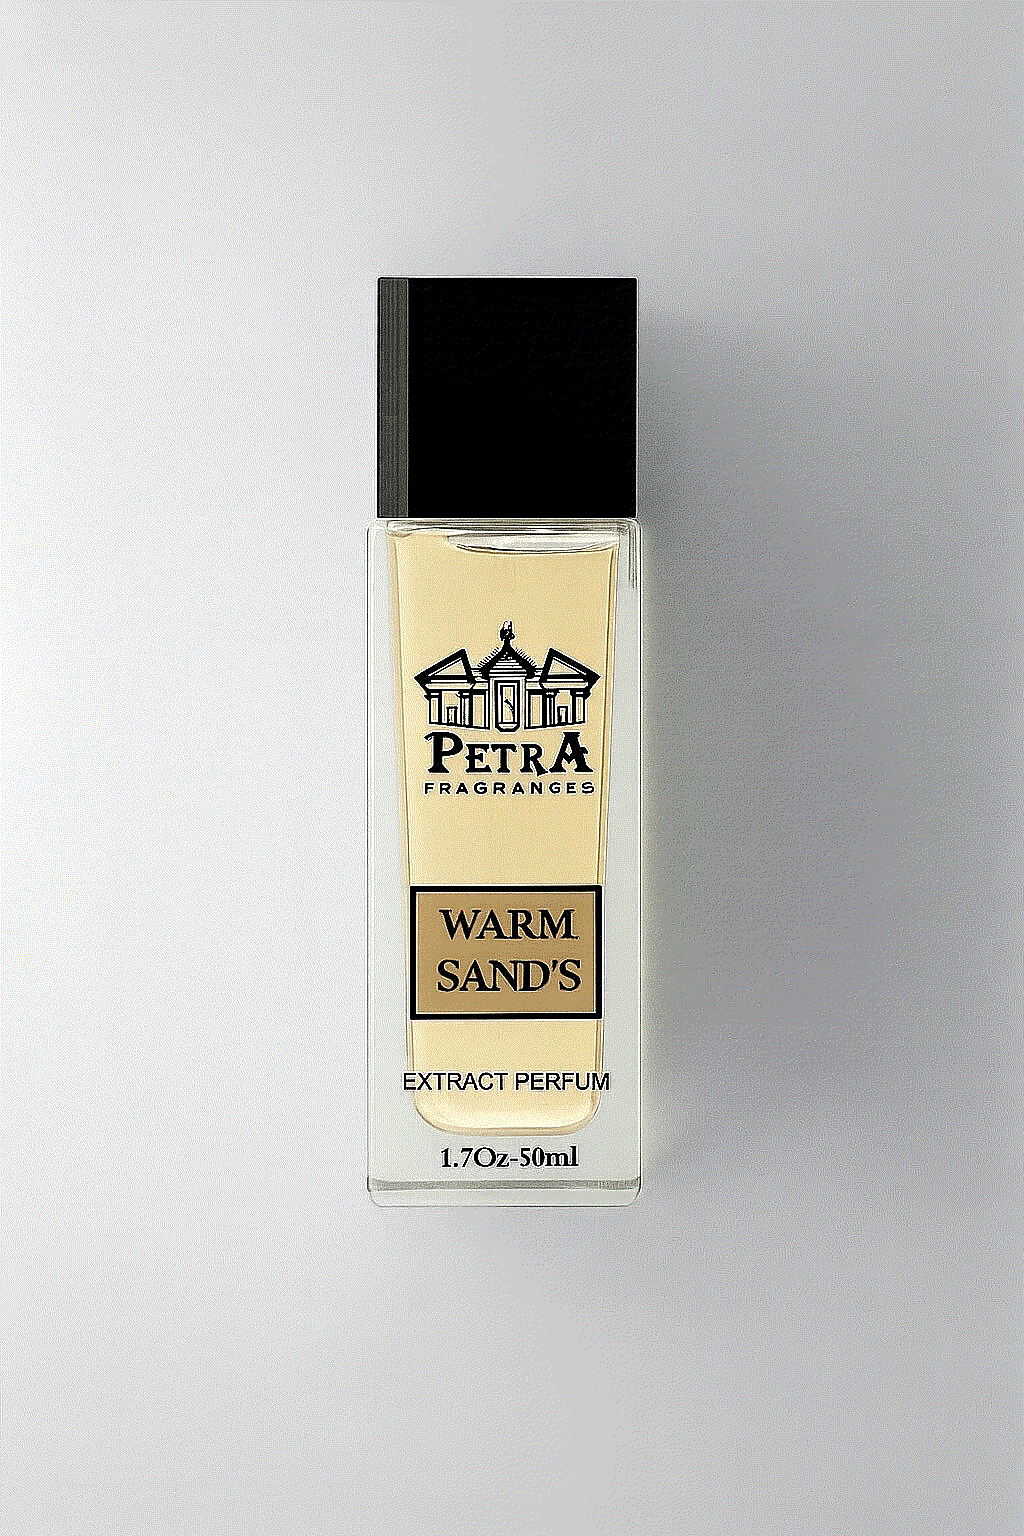 PETRA
FRAGRANGES
WARM
SAND'S
EXTRACT PERFUM
1.7Oz-50ml